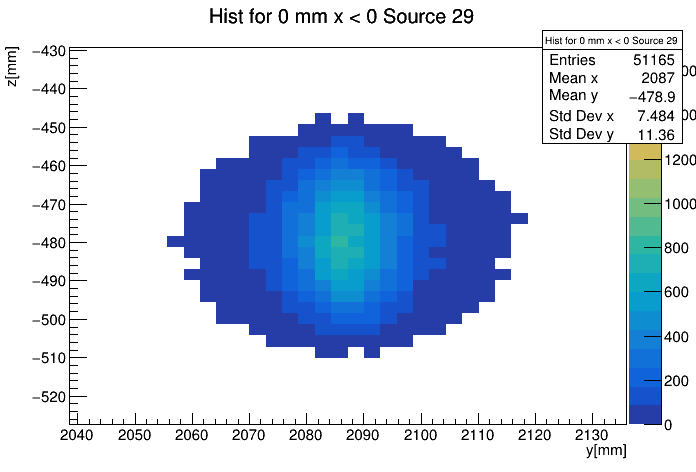 Hist for 0 mm x < 0 Source 29
z[mm]
−430
−440
−450
−460
−470
−480
−490
−500
−510
−520
2040 2050 2060 2070 2080 2090 2100 2110 2120 2130
y[mm]
Hist for 0 mm x < 0 Source 29
Entries 51165
Mean x 2087
Mean y −478.9
Std Dev x 7.484
Std Dev y 11.36
1200
1000
800
600
400
200
0